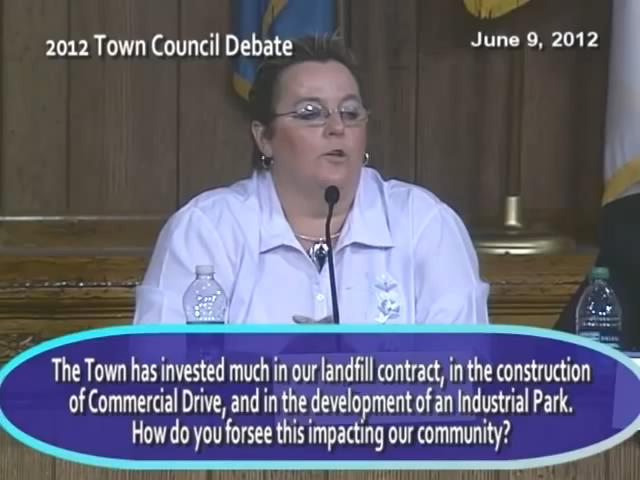 2012 Town Council Debate
June 9, 2012
The Town has invested much in our landfill contract, in the construction
of Commercial Drive, and in the development of an Industrial Park.
How do you forsee this impacting our community?